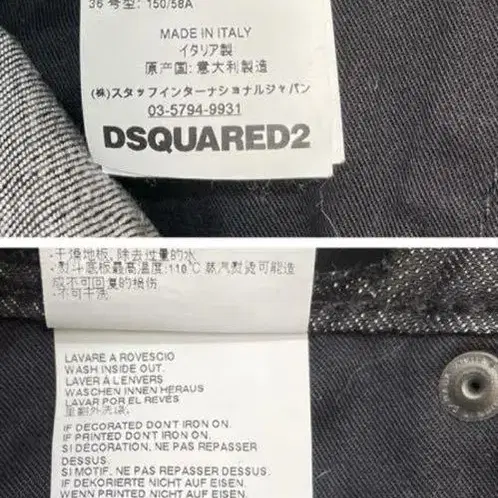 36 号型: 150/58A
MADE IN ITALY
イタリア製
原产国: 意大利製造
(株)スタッフインターナショナルジャパン
03-5794-9931
DSQUARED2
-干燥地板, 除去过量的水
-熨斗底板最高温度:110℃ 蒸汽熨烫可能造
成不可回复的损伤
-不可干洗
LAVARE A ROVESCIO
WASH INSIDE OUT.
LAVER À L'ENVERS
WASCHEN INNEN HERAUS
LAVAR POR EL REVÉS
里翻外洗涤.
IF DECORATED DON'T IRON ON.
IF PRINTED DON'T IRON ON.
SI DÉCORATION, NE PAS REPASSER
DESSUS.
SI MOTIF, NE PAS REPASSER DESSUS.
IF DEKORIERTE NICHT AUF EISEN.
WENN PRINTED NICHT AUF EISEN.